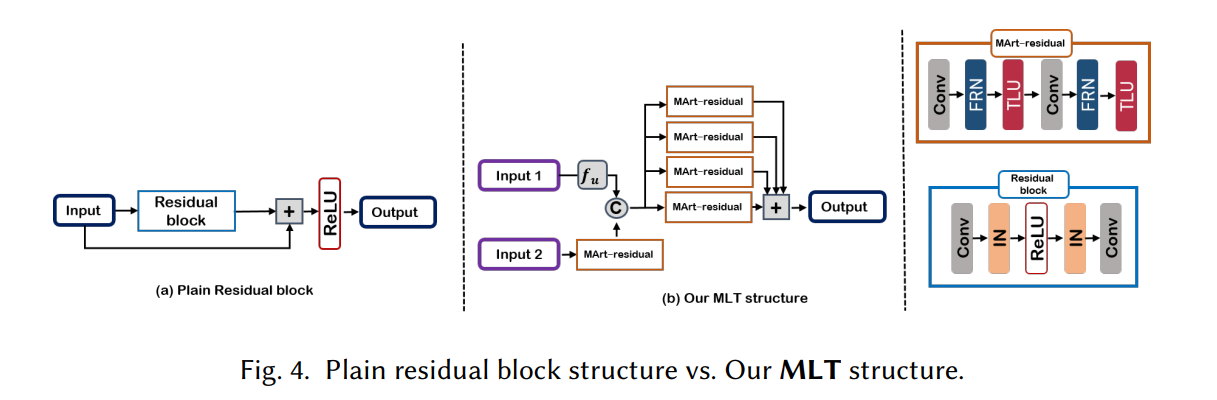 Input
Residual
block
+
ReLU
Output
(a) Plain Residual block
Input 1
fu
C
Input 2
MArt–residual
MArt–residual
MArt–residual
MArt–residual
MArt–residual
+
Output
(b) Our MLT structure
MArt–residual
Conv
FRN
TLU
Conv
FRN
TLU
Residual
block
Conv
IN
ReLU
IN
Conv
Fig. 4. Plain residual block structure vs. Our MLT structure.